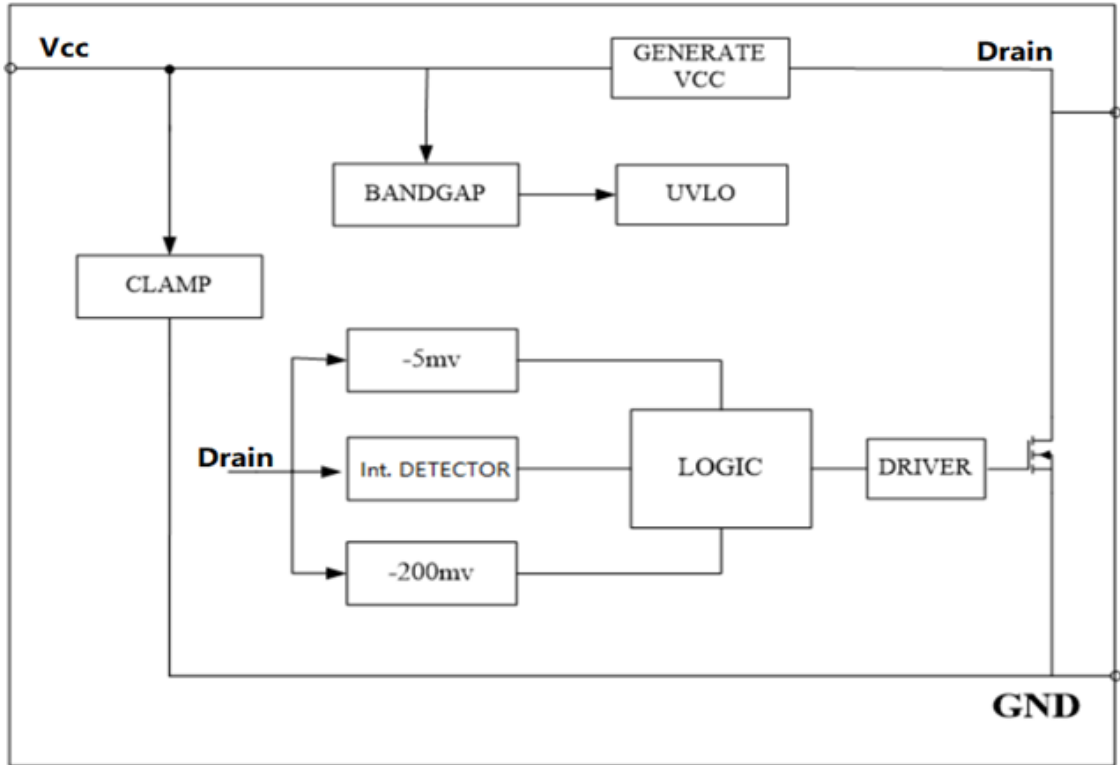 Vcc
GENERATE
VCC
Drain
BANDGAP
UVLO
CLAMP
-5mv
Drain
Int. DETECTOR
LOGIC
DRIVER
-200mv
GND